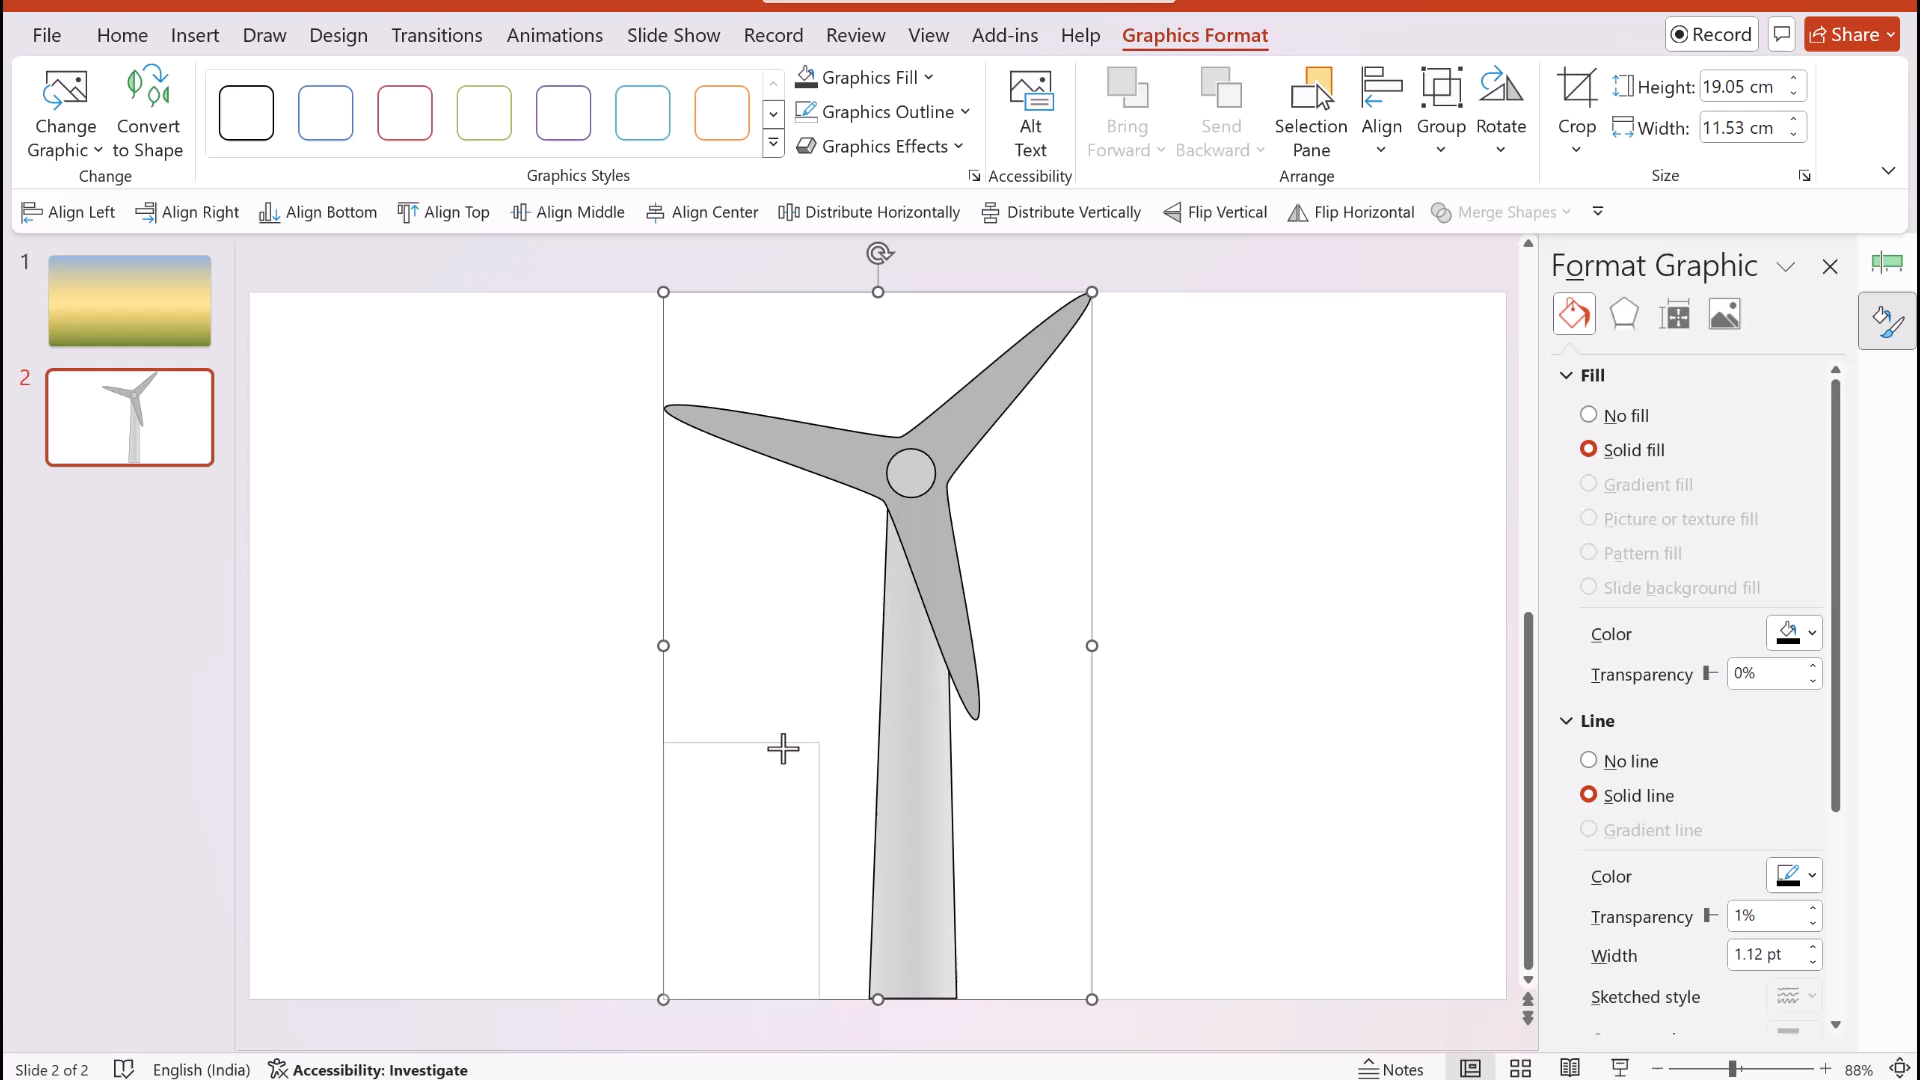 File Home Insert Draw Design Transitions Animations Slide Show Record Review View Add-ins Help Graphics Format Record Share
Change Graphic
Convert to Shape
Change
Graphics Styles
Graphics Fill
Graphics Outline
Graphics Effects
Alt Text
Accessibility
Bring Forward
Send Backward
Selection Pane
Align
Group
Rotate
Arrange
Crop
Height: 19.05 cm
Width: 11.53 cm
Size
Align Left Align Right Align Bottom Align Top Align Middle Align Center Distribute Horizontally Distribute Vertically Flip Vertical Flip Horizontal Merge Shapes
1
2
Format Graphic
Fill
No fill
Solid fill
Gradient fill
Picture or texture fill
Pattern fill
Slide background fill
Color
Transparency 0%
Line
No line
Solid line
Gradient line
Color
Transparency 1%
Width 1.12 pt
Sketched style
Slide 2 of 2 English (India) Accessibility: Investigate Notes 88%